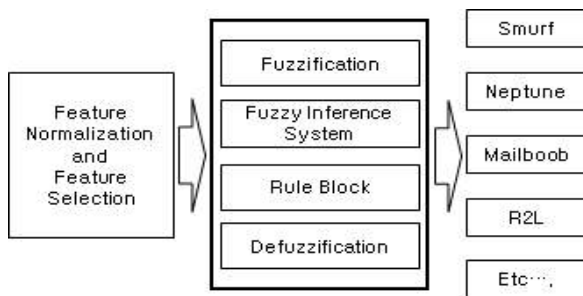 Feature
Normalization
and
Feature
Selection
Fuzzification
Fuzzy Inference
System
Rule Block
Defuzzification
Smurf
Neptune
Mailboob
R2L
Etc···,